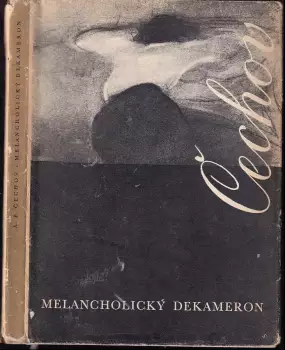 A. P. ČECHOV - MELANCHOLICKÝ DEKAMERON
Čechov
MELANCHOLICKÝ DEKAMERON